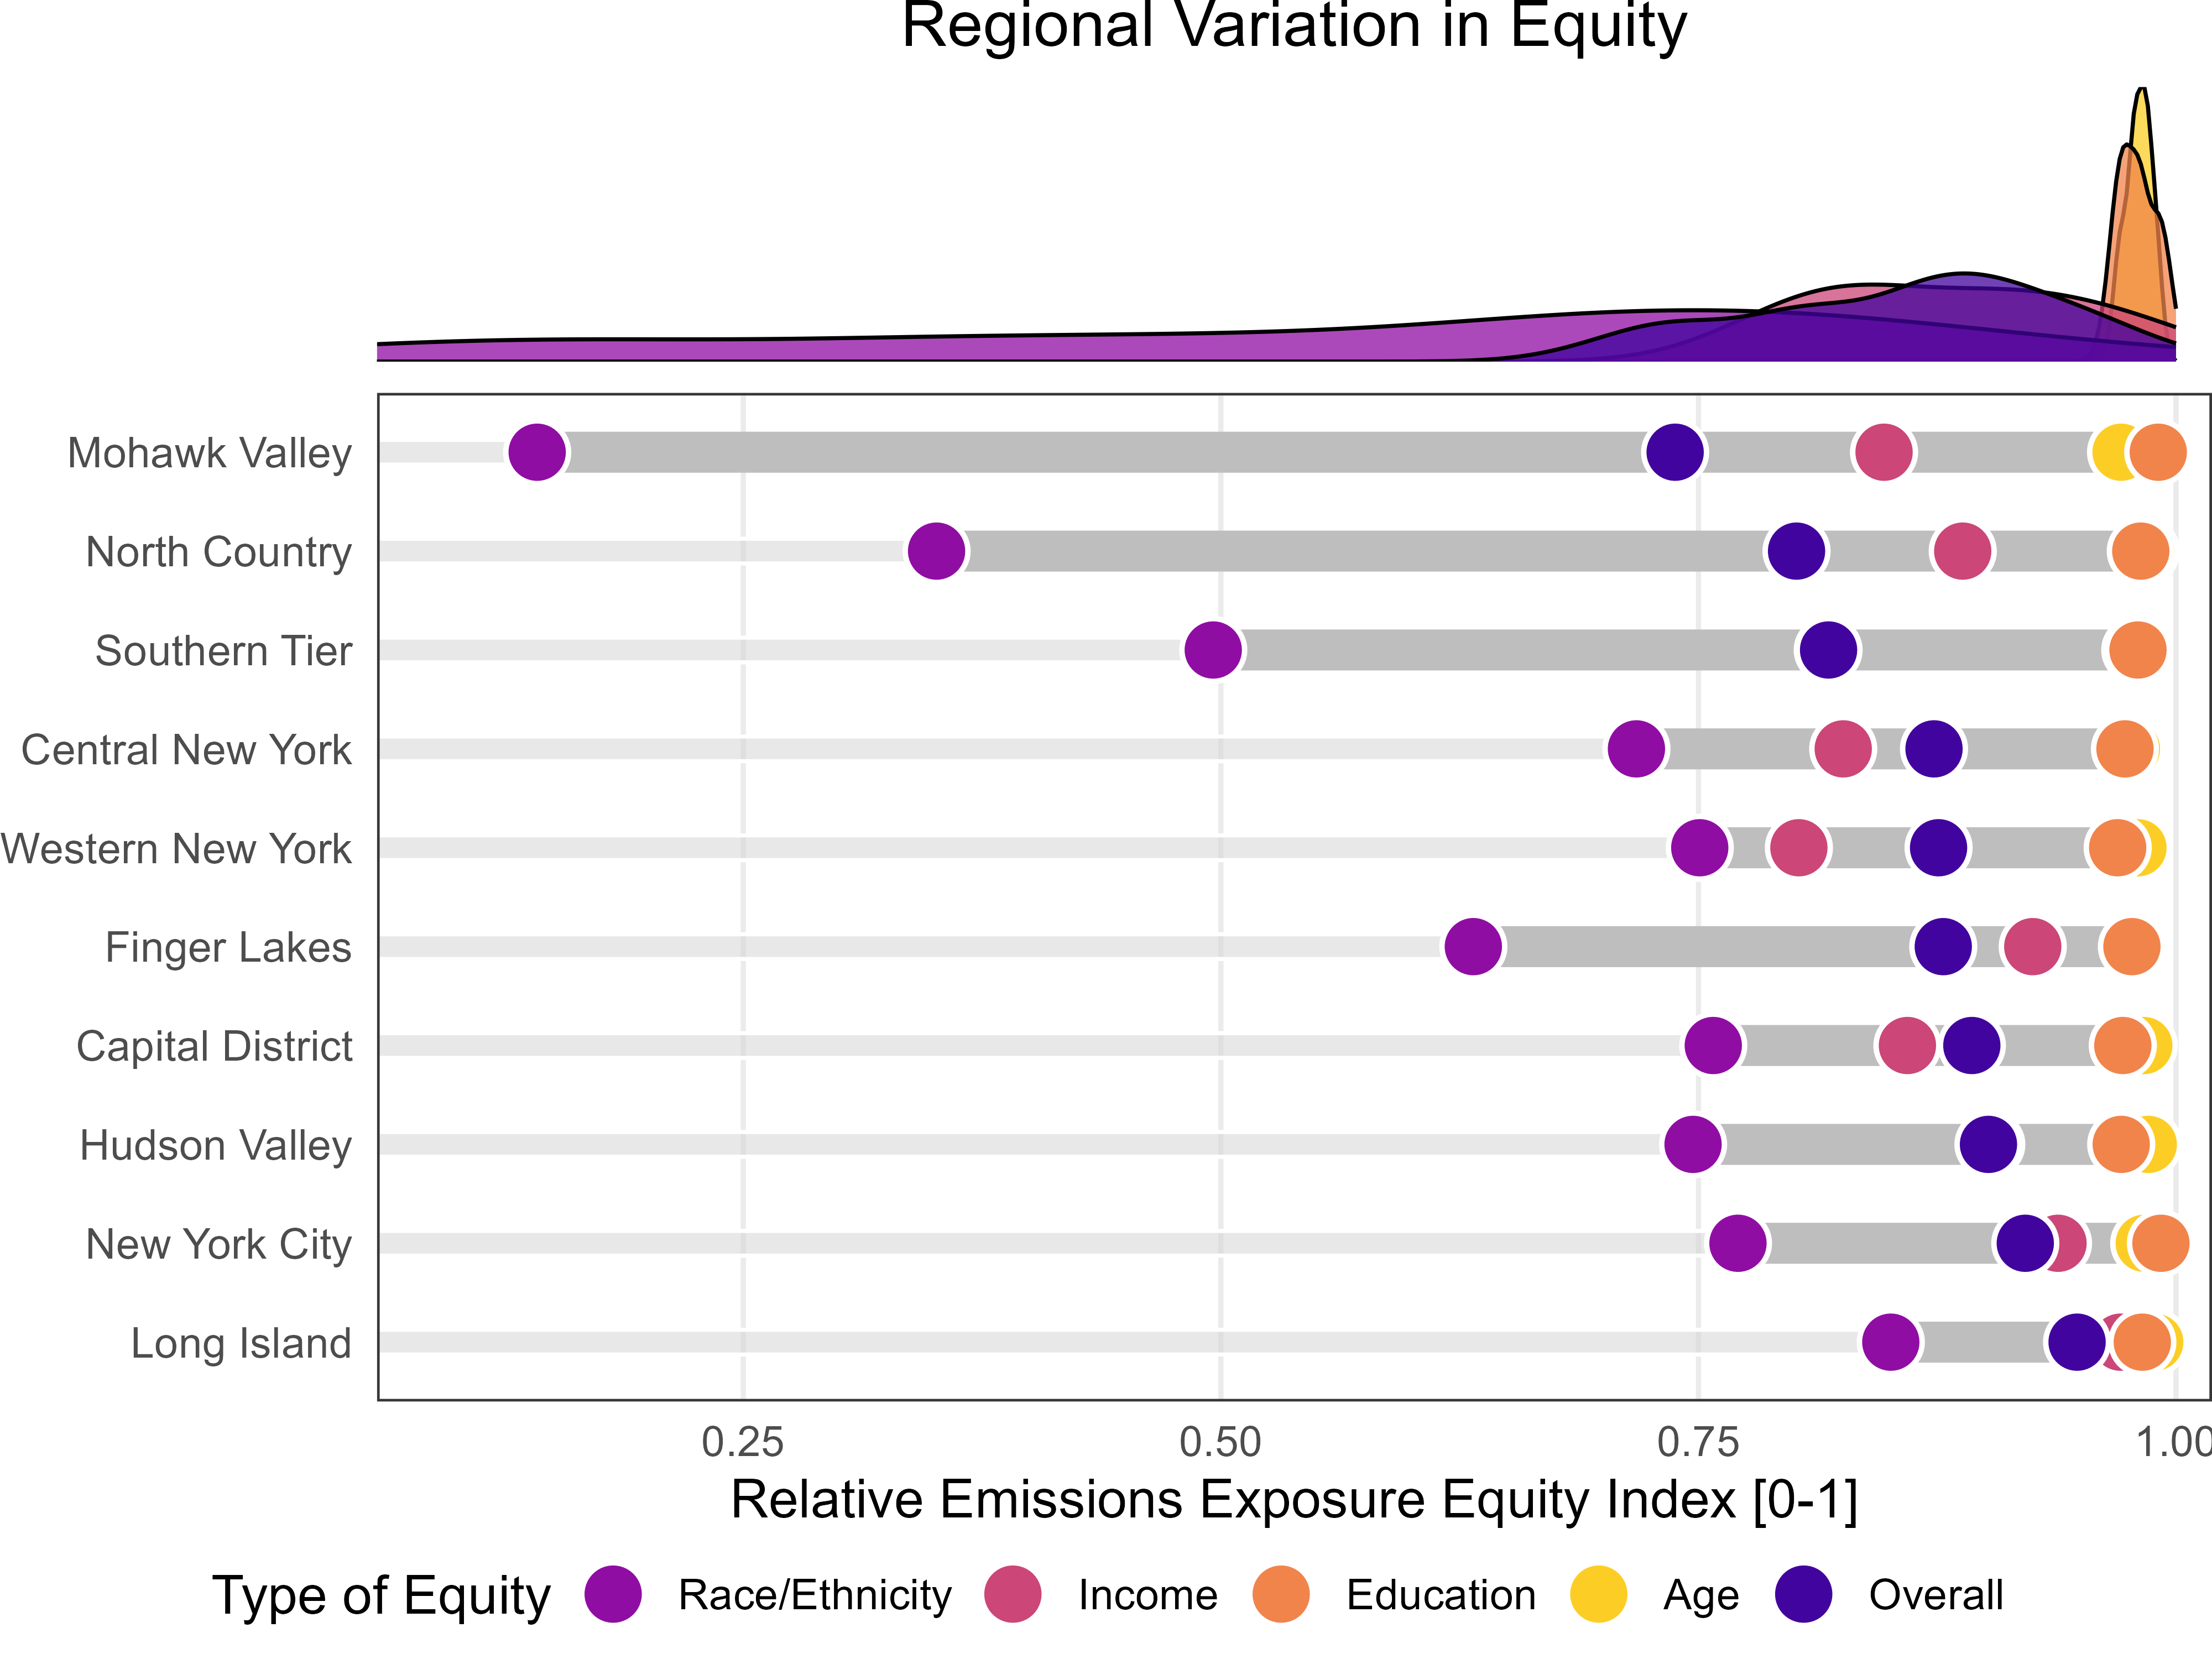 Regional Variation in Equity
Mohawk Valley
North Country
Southern Tier
Central New York
Western New York
Finger Lakes
Capital District
Hudson Valley
New York City
Long Island
0.25 0.50 0.75 1.00
Relative Emissions Exposure Equity Index [0-1]
Type of Equity Race/Ethnicity Income Education Age Overall